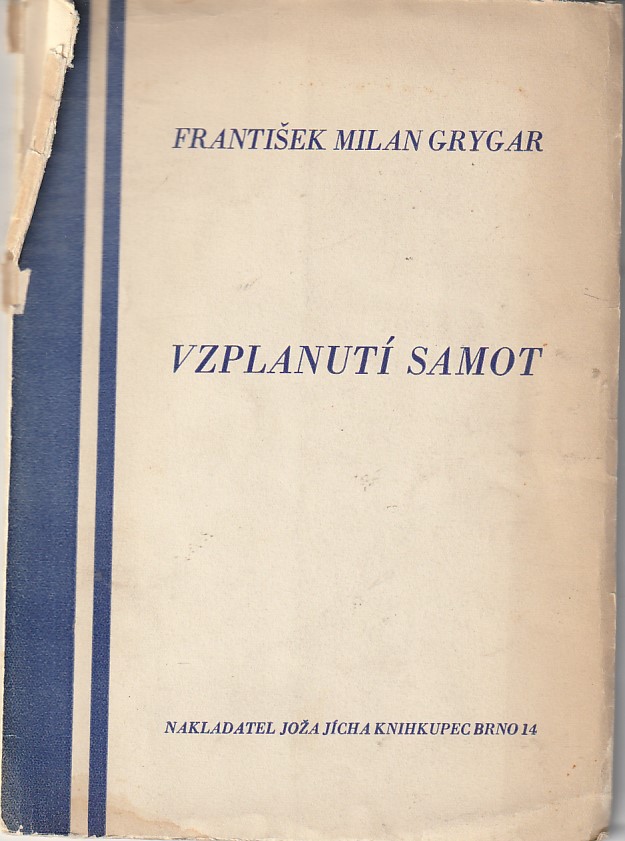 FRANTIŠEK MILAN GRYGAR
VZPLANUTÍ SAMOT
NAKLADATEL JOŽA JÍCHA KNIHKUPEC BRNO 14